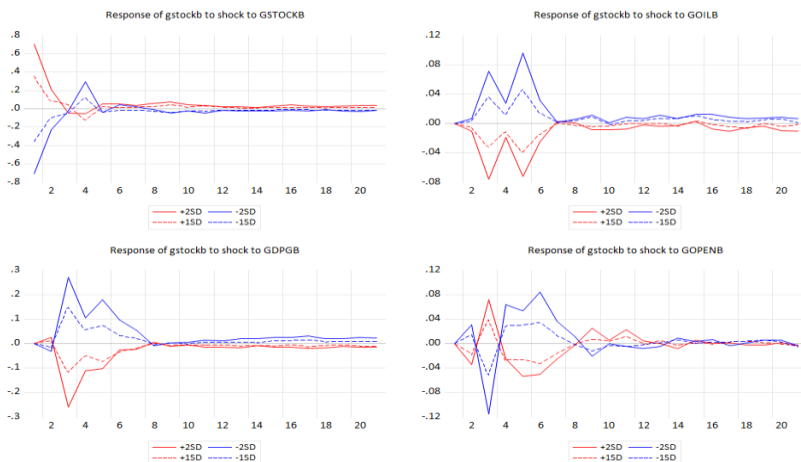 Response of gstockb to shock to GSTOCKB
.8
.6
.4
.2
.0
-.2
-.4
-.6
-.8
2 4 6 8 10 12 14 16 18 20
+2SD -2SD
+1SD -1SD
Response of gstockb to shock to GOILB
.12
.08
.04
.00
-.04
-.08
2 4 6 8 10 12 14 16 18 20
+2SD -2SD
+1SD -1SD
Response of gstockb to shock to GDPGB
.3
.2
.1
.0
-.1
-.2
-.3
2 4 6 8 10 12 14 16 18 20
+2SD -2SD
+1SD -1SD
Response of gstockb to shock to GOPENB
.12
.08
.04
.00
-.04
-.08
-.12
2 4 6 8 10 12 14 16 18 20
+2SD -2SD
+1SD -1SD